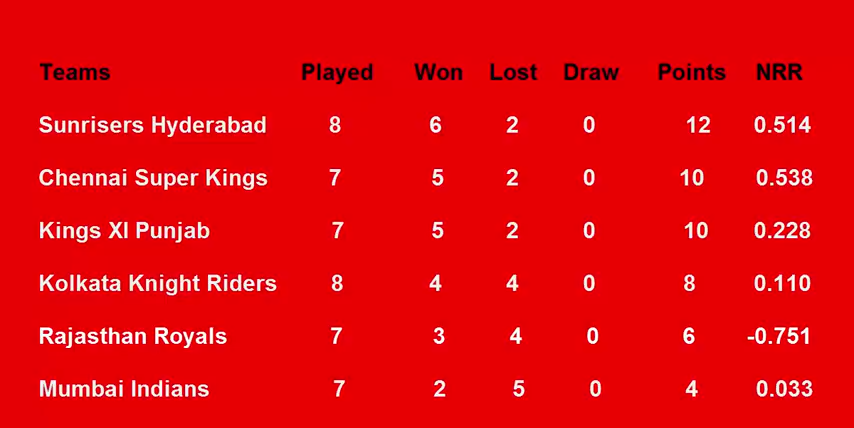 Teams Played Won Lost Draw Points NRR
Sunrisers Hyderabad 8 6 2 0 12 0.514
Chennai Super Kings 7 5 2 0 10 0.538
Kings XI Punjab 7 5 2 0 10 0.228
Kolkata Knight Riders 8 4 4 0 8 0.110
Rajasthan Royals 7 3 4 0 6 -0.751
Mumbai Indians 7 2 5 0 4 0.033